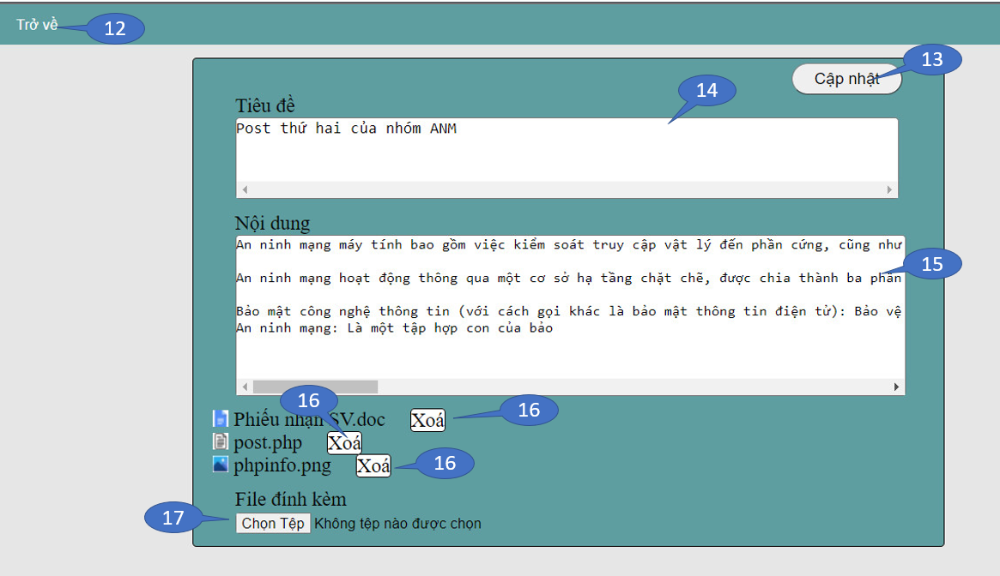 Trở về
12
13
Cập nhật
14
Tiêu đề
Post thứ hai của nhóm ANM
Nội dung
An ninh mạng máy tính bao gồm việc kiểm soát truy cập vật lý đến phần cứng, cũng như
15
An ninh mạng hoạt động thông qua một cơ sở hạ tầng chặt chẽ, được chia thành ba phần
Bảo mật công nghệ thông tin (với cách gọi khác là bảo mật thông tin điện tử): Bảo vệ
An ninh mạng: Là một tập hợp con của bảo
16
16
Phiếu nhận SV.doc Xoá
post.php Xoá
phpinfo.png Xoá
16
File đính kèm
17
Chọn Tệp Không tệp nào được chọn